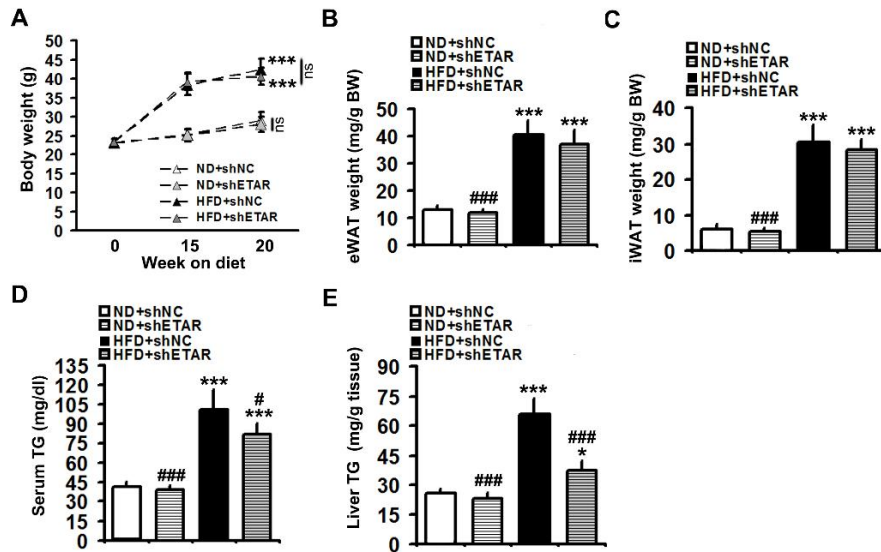 A
Body weight (g)
50
45
40
35
30
25
20
15
10
5
0
***
***
ns
ns
ND+shNC
ND+shETAR
HFD+shNC
HFD+shETAR
0 15 20
Week on diet
B
ND+shNC
ND+shETAR
HFD+shNC
HFD+shETAR
eWAT weight (mg/g BW)
50
40
30
20
10
0
###
***
***
C
ND+shNC
ND+shETAR
HFD+shNC
HFD+shETAR
iWAT weight (mg/g BW)
40
30
20
10
0
###
***
***
D
ND+shNC
ND+shETAR
HFD+shNC
HFD+shETAR
Serum TG (mg/dl)
135
120
105
90
75
60
45
30
15
0
###
***
#
***
E
ND+shNC
ND+shETAR
HFD+shNC
HFD+shETAR
Liver TG (mg/g tissue)
90
75
60
45
30
15
0
###
***
###
*